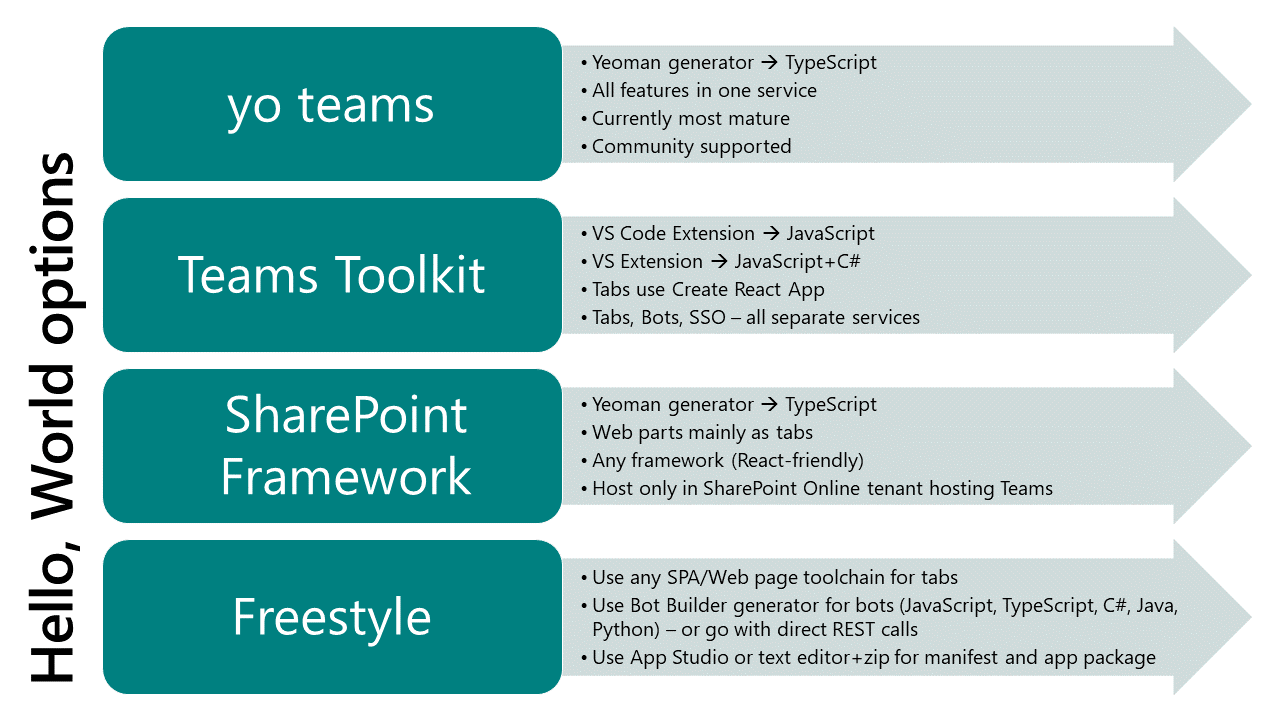 Hello, World options
yo teams
• Yeoman generator → TypeScript
• All features in one service
• Currently most mature
• Community supported
Teams Toolkit
• VS Code Extension → JavaScript
• VS Extension → JavaScript+C#
• Tabs use Create React App
• Tabs, Bots, SSO – all separate services
SharePoint
Framework
• Yeoman generator → TypeScript
• Web parts mainly as tabs
• Any framework (React-friendly)
• Host only in SharePoint Online tenant hosting Teams
Freestyle
• Use any SPA/Web page toolchain for tabs
• Use Bot Builder generator for bots (JavaScript, TypeScript, C#, Java,
Python) – or go with direct REST calls
• Use App Studio or text editor+zip for manifest and app package